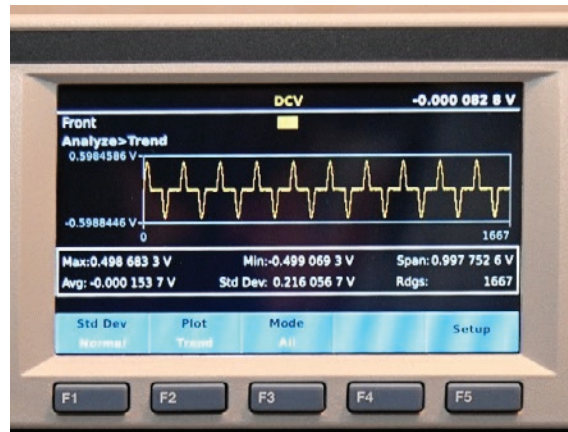 DCV -0.000 082 8 V
Front
Analyze>Trend
0.5984586 V
-0.5988446 V
0 1667
Max:0.498 683 3 V Min:-0.499 069 3 V Span:0.997 752 6 V
Avg: -0.000 153 7 V Std Dev: 0.216 056 7 V Rdgs: 1667
Std Dev Plot Mode Setup
Normal Trend All
F1 F2 F3 F4 F5